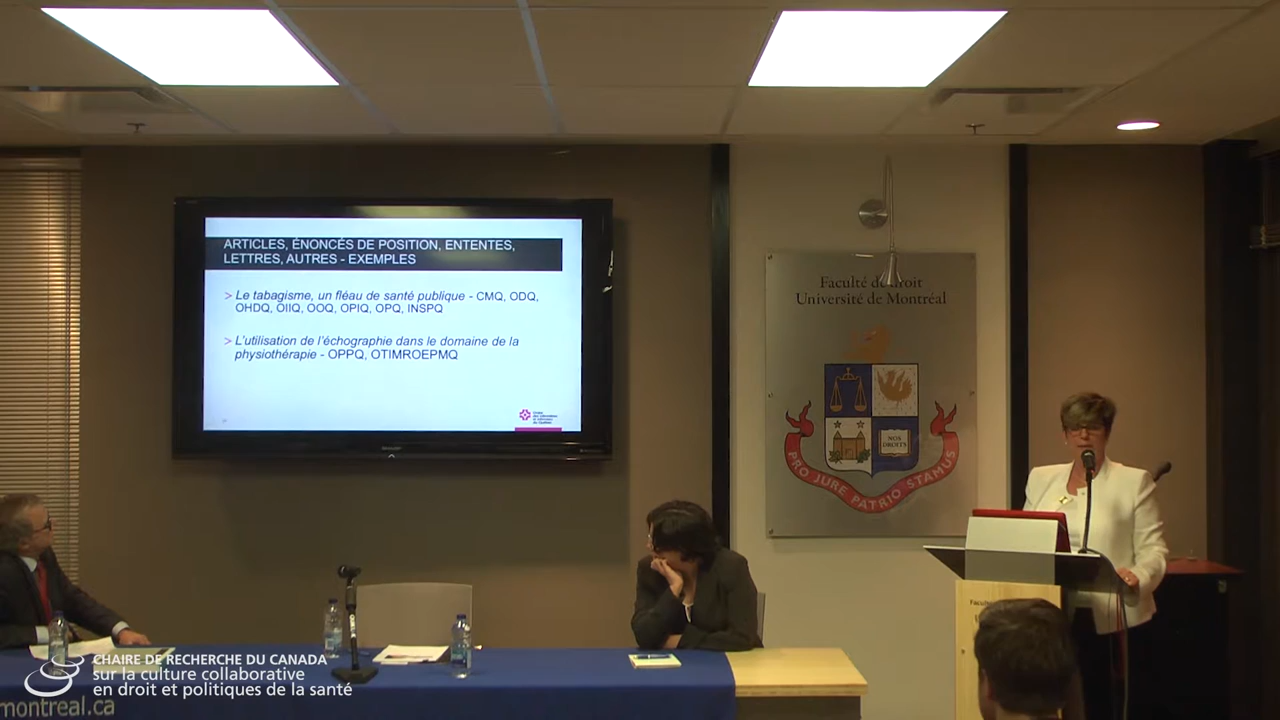 ARTICLES, ÉNONCÉS DE POSITION, ENTENTES,
LETTRES, AUTRES - EXEMPLES
> Le tabagisme, un fléau de santé publique - CMQ, ODQ,
OHDQ, OIIQ, OOQ, OPIQ, OPQ, INSPQ
> L'utilisation de l'échographie dans le domaine de la
physiothérapie - OPPQ, OTIMROEPMQ
Faculté de droit
Université de Montréal
NOS
DROITS
PRO JURE PATRIO STAMUS
CHAIRE DE RECHERCHE DU CANADA
sur la culture collaborative
en droit et politiques de la santé
montreal.ca